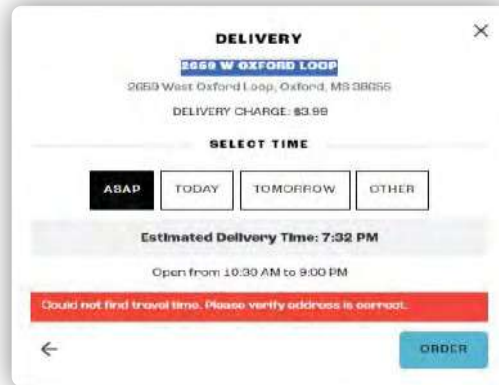 DELIVERY
2659 W OXFORD LOOP
2659 West Oxford Loop, Oxford, MS 38655
DELIVERY CHARGE: $3.99
SELECT TIME
ASAP TODAY TOMORROW OTHER
Estimated Delivery Time: 7:32 PM
Open from 10:30 AM to 9:00 PM
Could not find travel time. Please verify address is correct.
ORDER